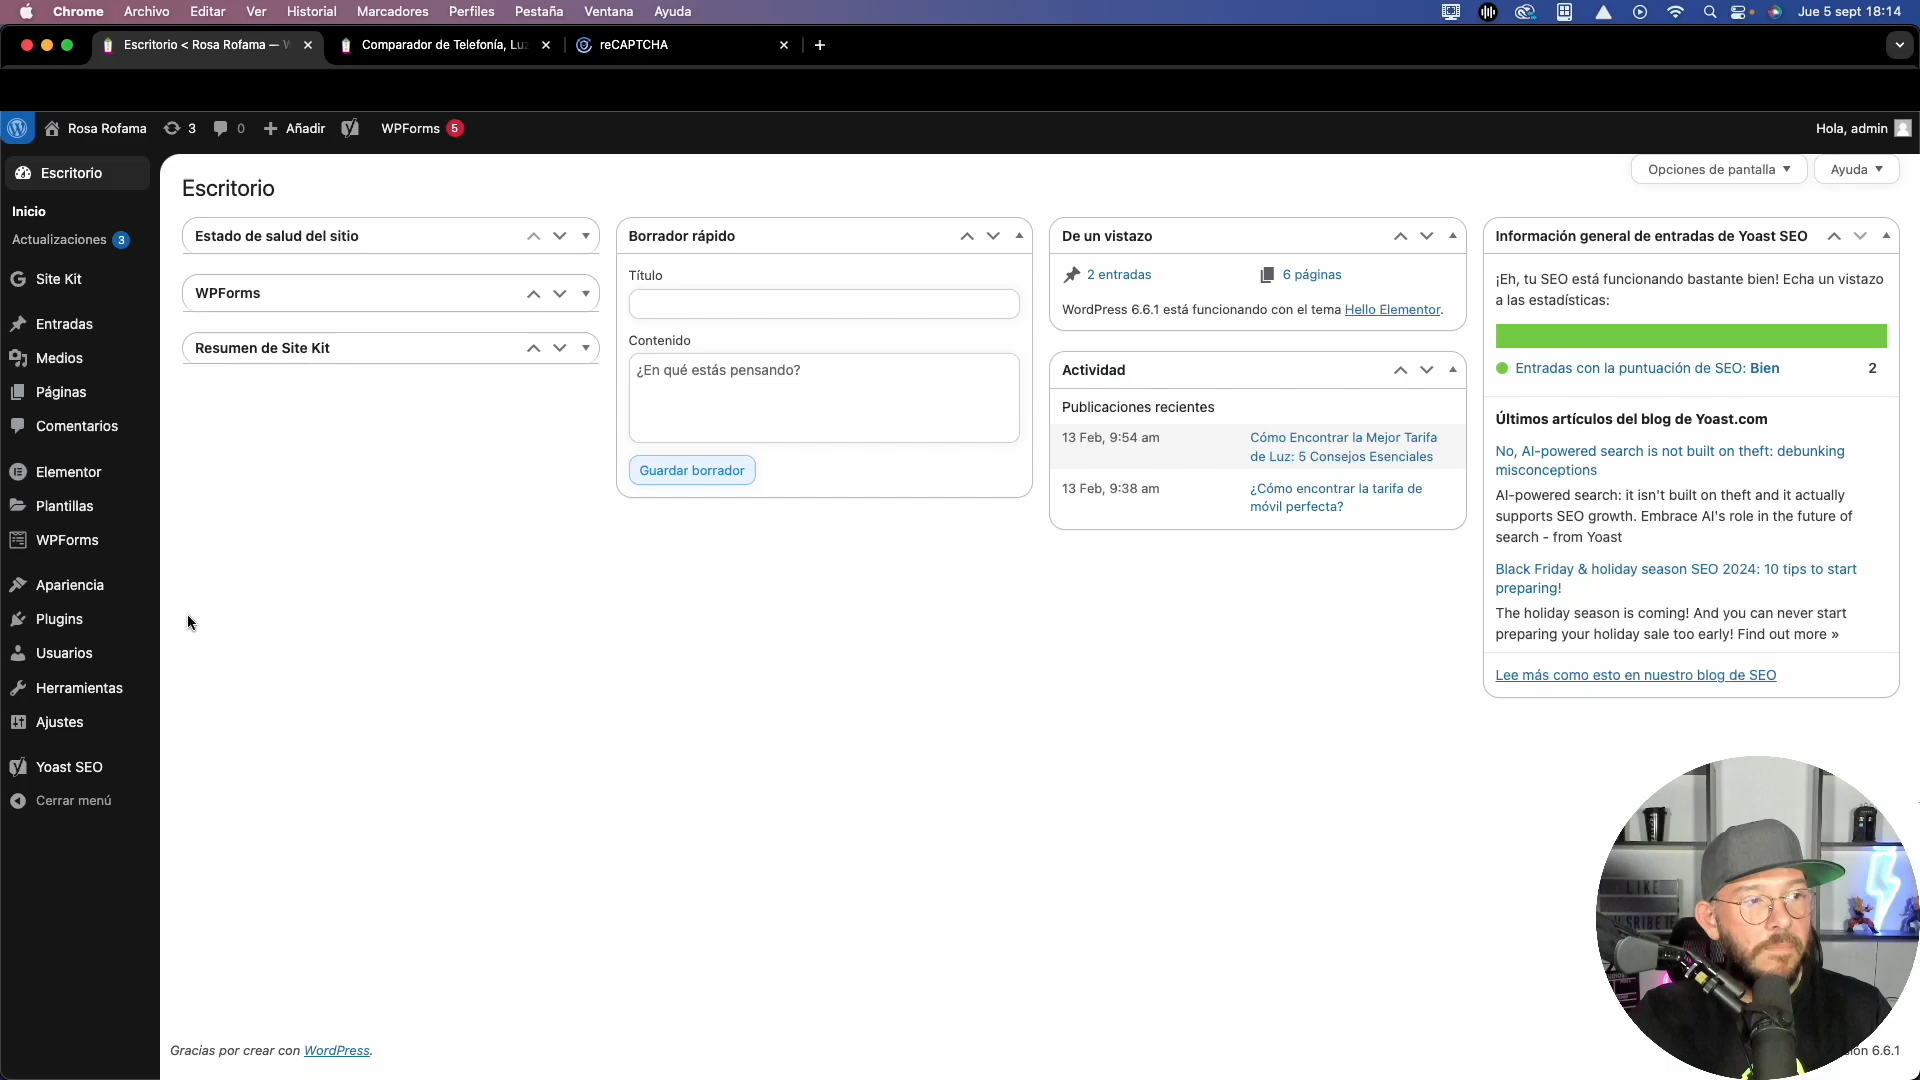 Chrome Archivo Editar Ver Historial Marcadores Perfiles Pestaña Ventana Ayuda Jue 5 sept 18:14
Escritorio < Rosa Rofama — Comparador de Telefonía, Lu reCAPTCHA
Rosa Rofama 3 0 Añadir WPForms 5 Hola, admin
Escritorio
Inicio
Actualizaciones 3
Site Kit
Entradas
Medios
Páginas
Comentarios
Elementor
Plantillas
WPForms
Apariencia
Plugins
Usuarios
Herramientas
Ajustes
Yoast SEO
Cerrar menú
Opciones de pantalla Ayuda
Escritorio
Estado de salud del sitio
WPForms
Resumen de Site Kit
Borrador rápido
Título
Contenido
¿En qué estás pensando?
Guardar borrador
De un vistazo
2 entradas 6 páginas
WordPress 6.6.1 está funcionando con el tema Hello Elementor.
Actividad
Publicaciones recientes
13 Feb, 9:54 am Cómo Encontrar la Mejor Tarifa
de Luz: 5 Consejos Esenciales
13 Feb, 9:38 am ¿Cómo encontrar la tarifa de
móvil perfecta?
Información general de entradas de Yoast SEO
¡Eh, tu SEO está funcionando bastante bien! Echa un vistazo
a las estadísticas:
Entradas con la puntuación de SEO: Bien 2
Últimos artículos del blog de Yoast.com
No, AI-powered search is not built on theft: debunking
misconceptions
AI-powered search: it isn't built on theft and it actually
supports SEO growth. Embrace AI's role in the future of
search - from Yoast
Black Friday & holiday season SEO 2024: 10 tips to start
preparing!
The holiday season is coming! And you can never start
preparing your holiday sale too early! Find out more »
Lee más como esto en nuestro blog de SEO
LIKE
Gracias por crear con WordPress.
6.6.1